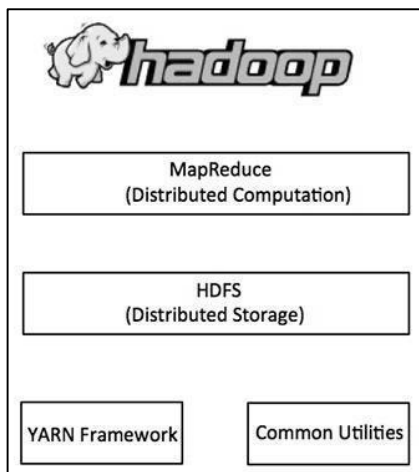 hadoop
MapReduce
(Distributed Computation)
HDFS
(Distributed Storage)
YARN Framework
Common Utilities